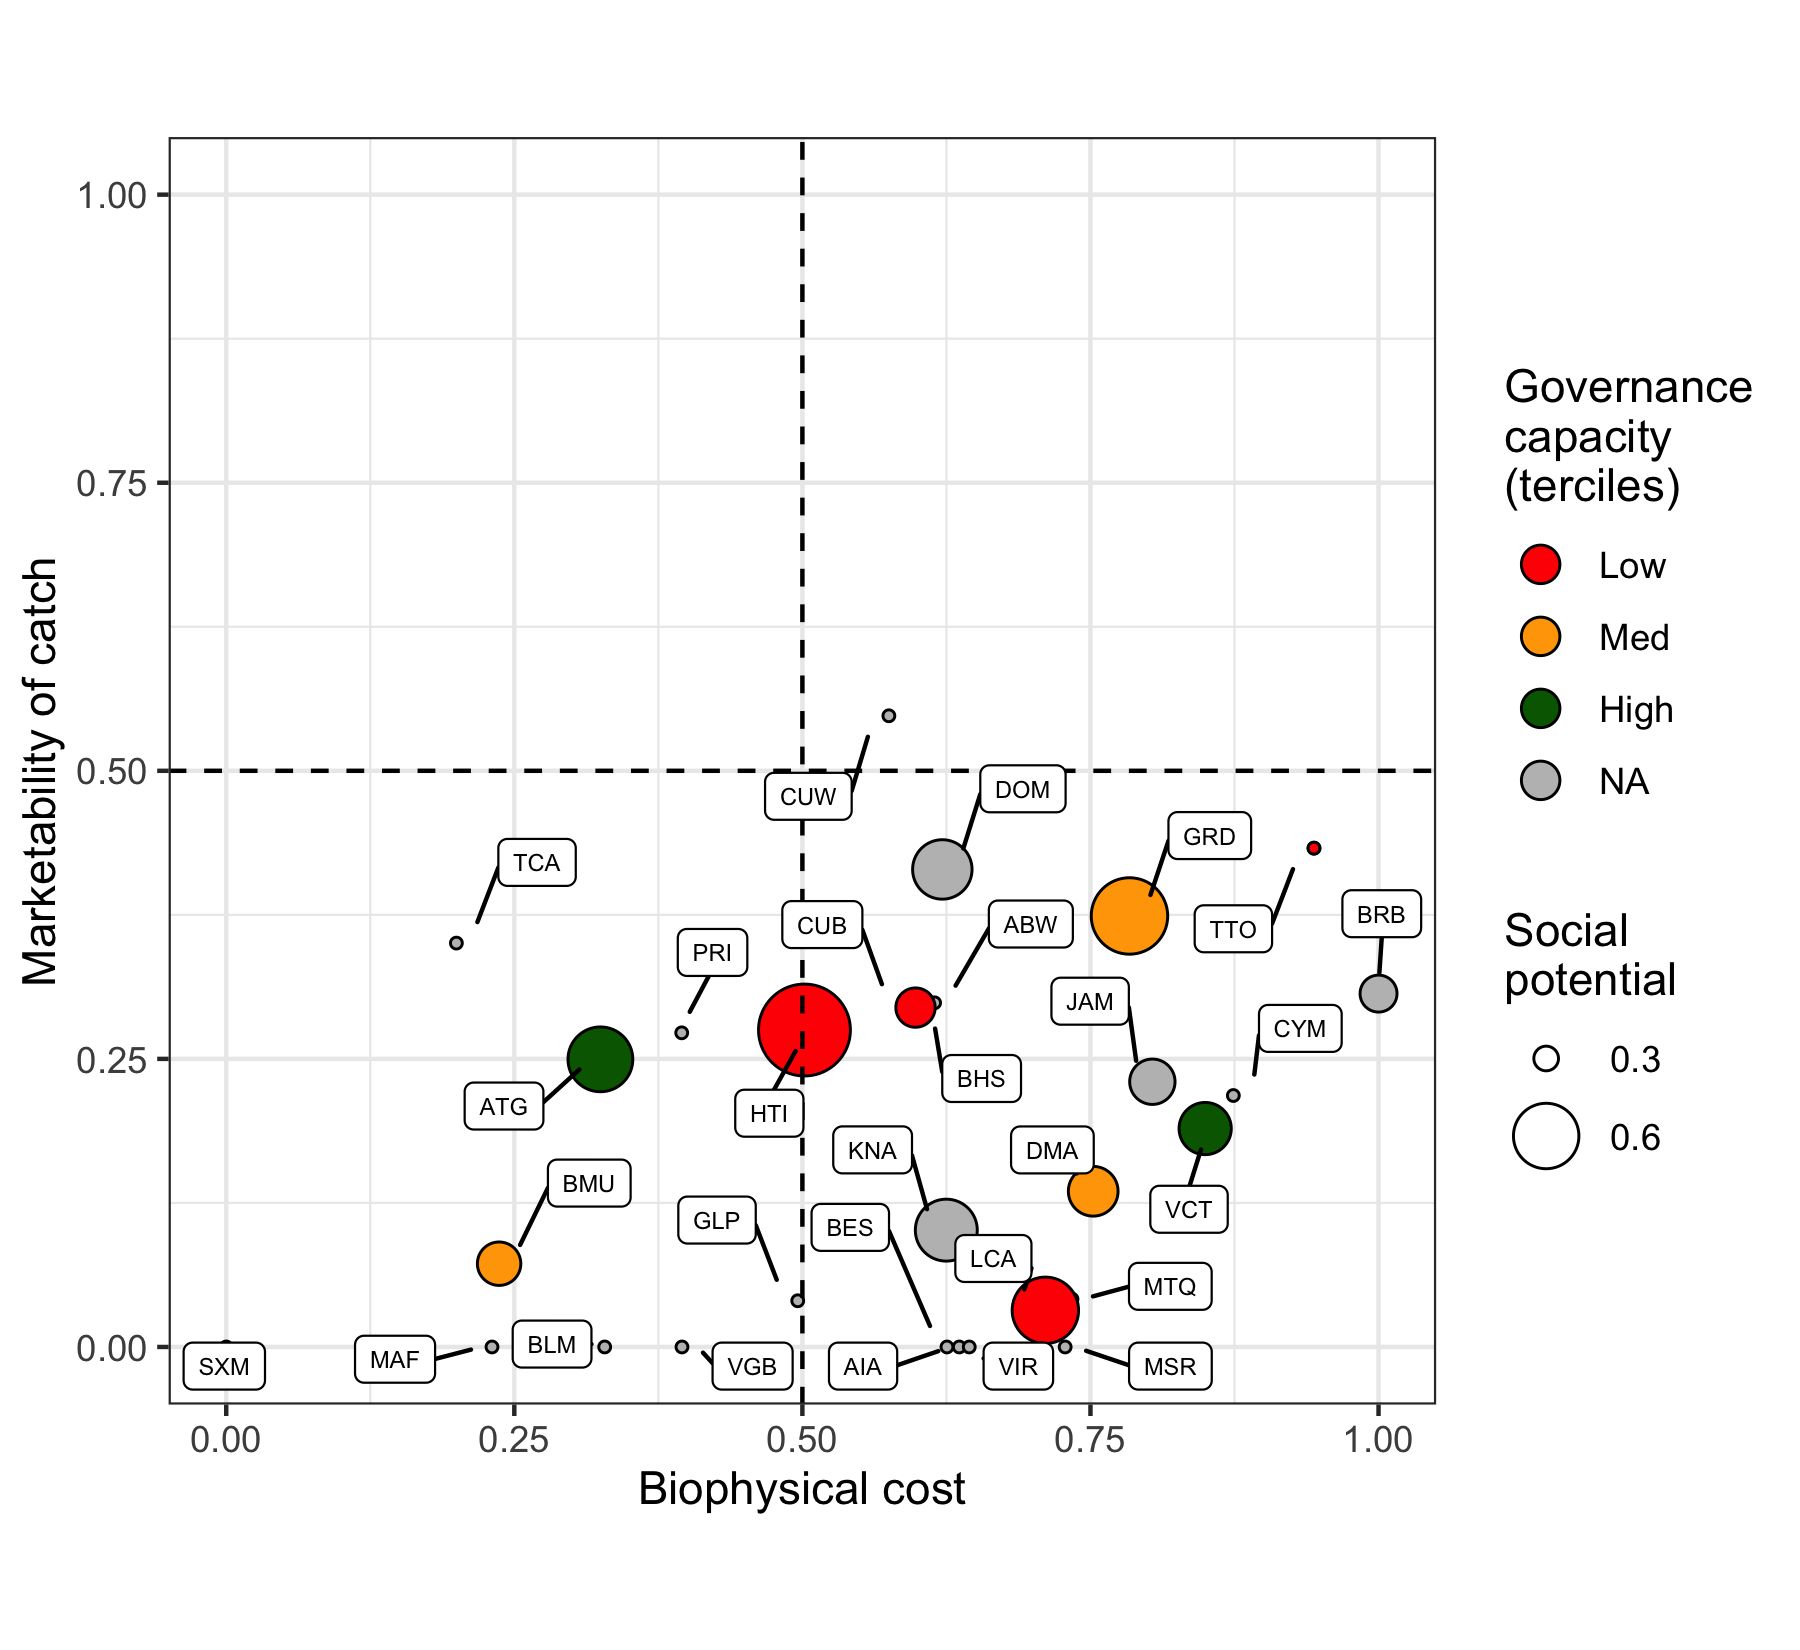 1.00
0.75
0.50
0.25
0.00
Marketability of catch
CUW
DOM
GRD
TCA
TTO
BRB
CUB
ABW
PRI
JAM
CYM
BHS
ATG
HTI
KNA
DMA
BMU
VCT
GLP
BES
LCA
MTQ
SXM
MAF
BLM
VGB
AIA
VIR
MSR
0.00
0.25
0.50
0.75
1.00
Biophysical cost
Governance
capacity
(terciles)
Low
Med
High
NA
Social
potential
0.3
0.6